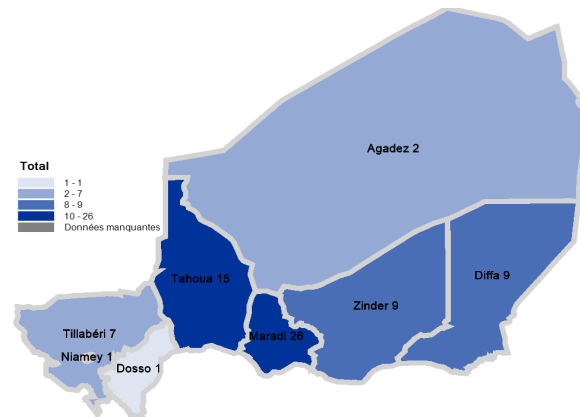 Agadez 2
Total
1 - 1
2 - 7
8 - 9
10 - 26
Données manquantes
Tahoua 15
Diffa 9
Zinder 9
Maradi 26
Tillabéri 7
Niamey 1
Dosso 1